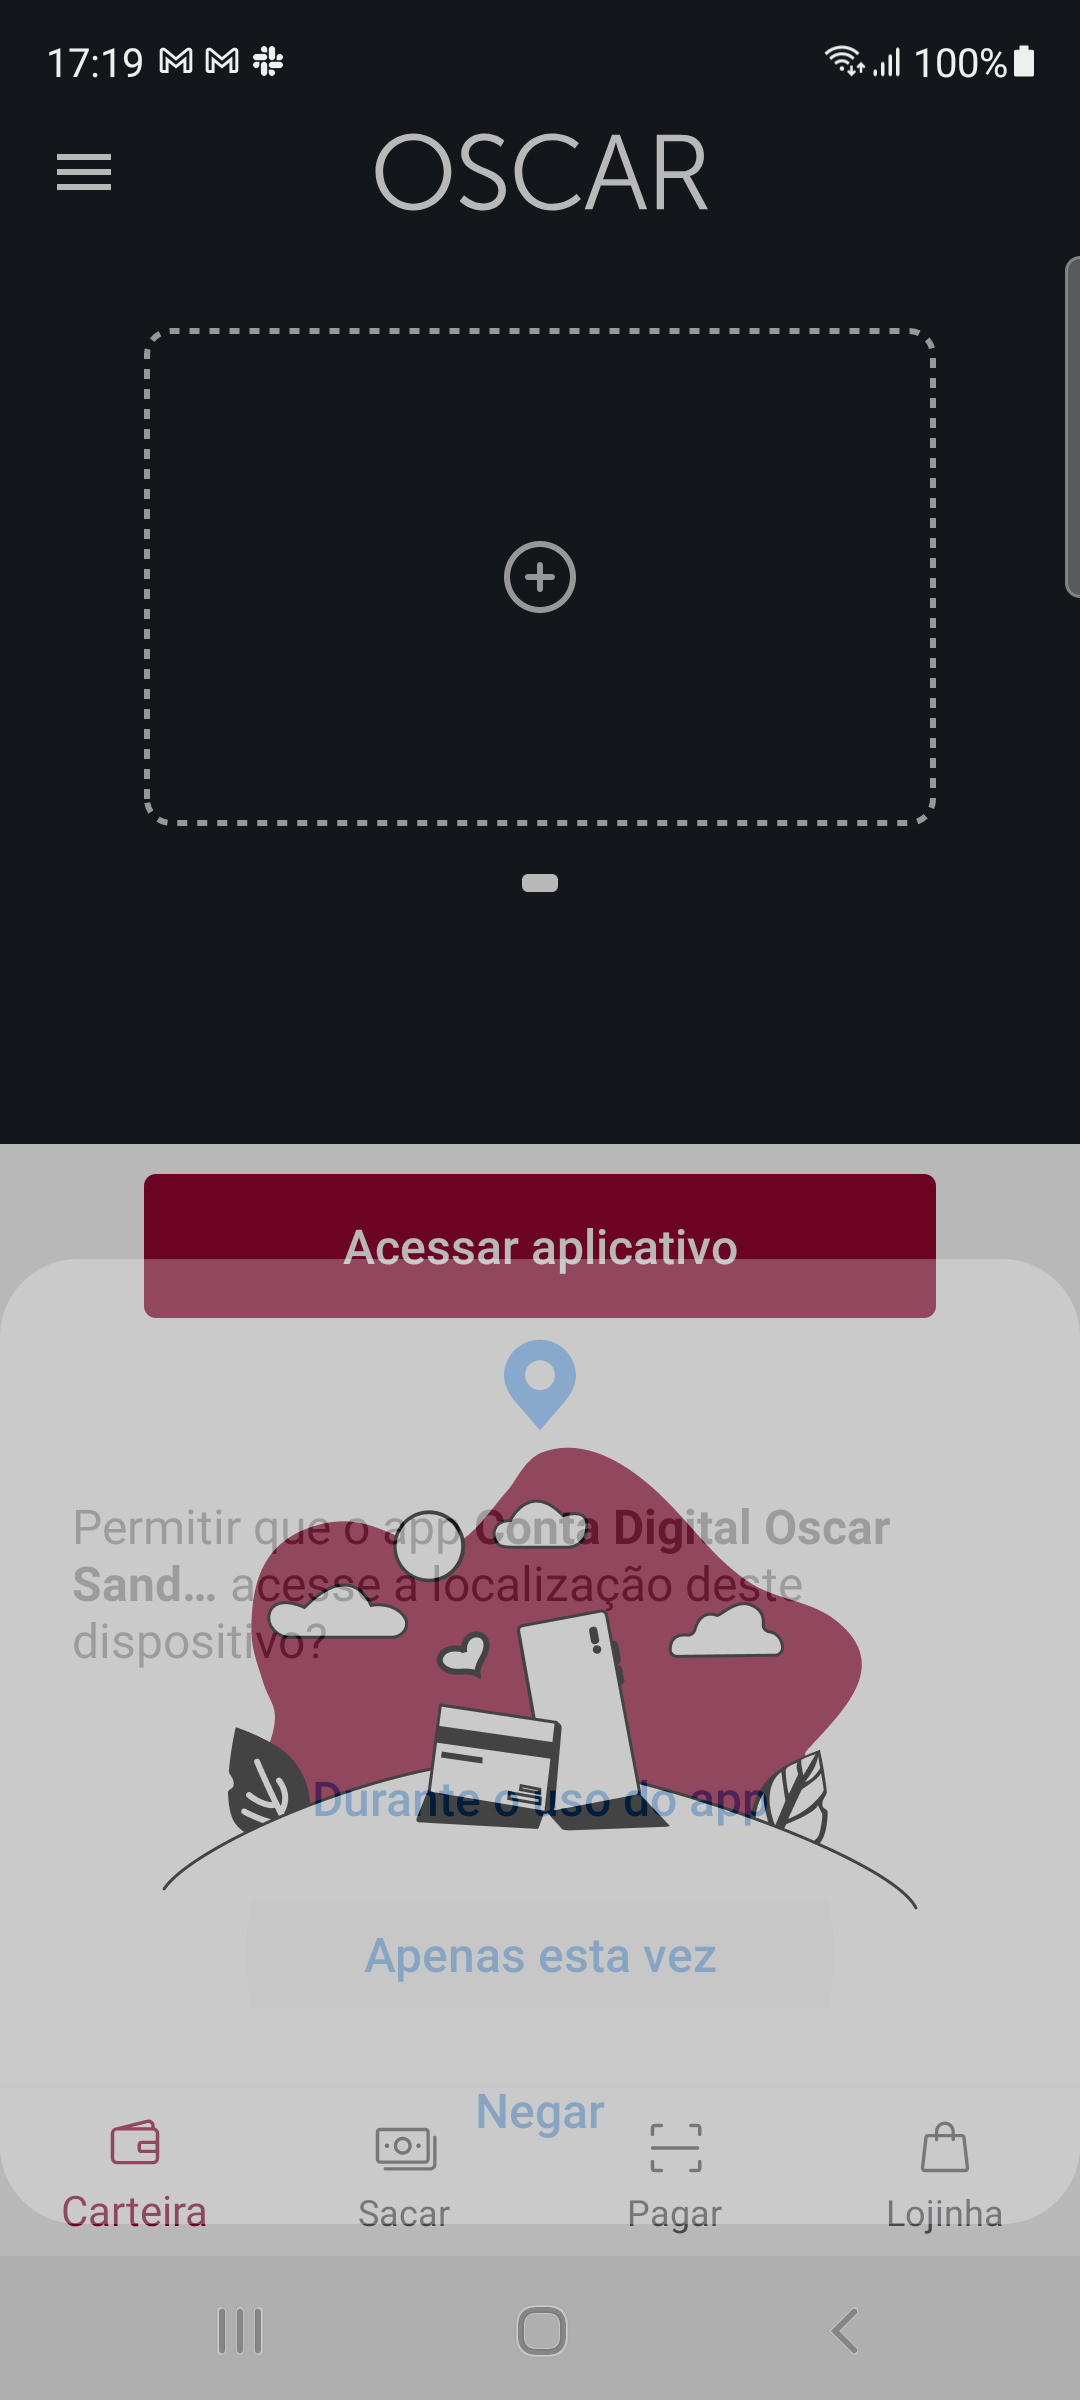 17:19
100%
OSCAR
Acessar aplicativo
Permitir que o app Conta Digital Oscar
Sand... acesse a localização deste
dispositivo?
Durante o uso do app
Apenas esta vez
Negar
Carteira
Sacar
Pagar
Lojinha